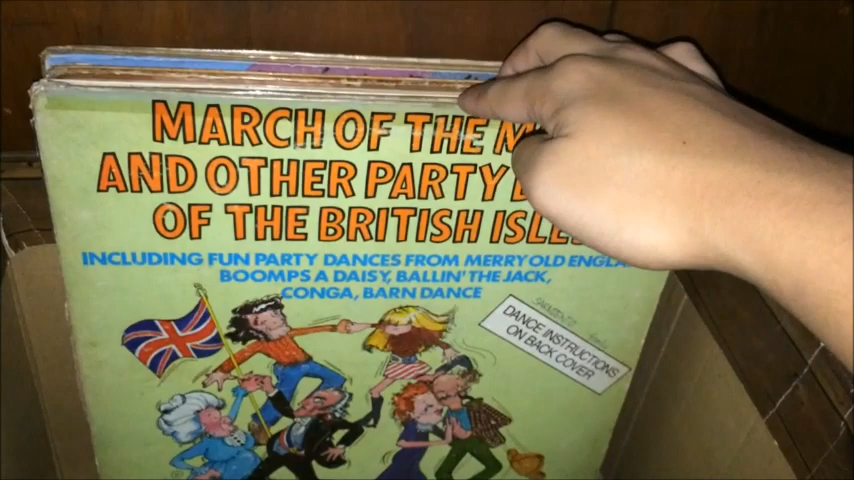 MARCH OF THE M
AND OTHER PARTY
OF THE BRITISH ISLE
INCLUDING FUN PARTY DANCES FROM MERRY OLD ENGLA
BOOMPS A DAISY, BALLIN' THE JACK,
CONGA, BARN DANCE
DANCE INSTRUCTIONS
ON BACK COVER